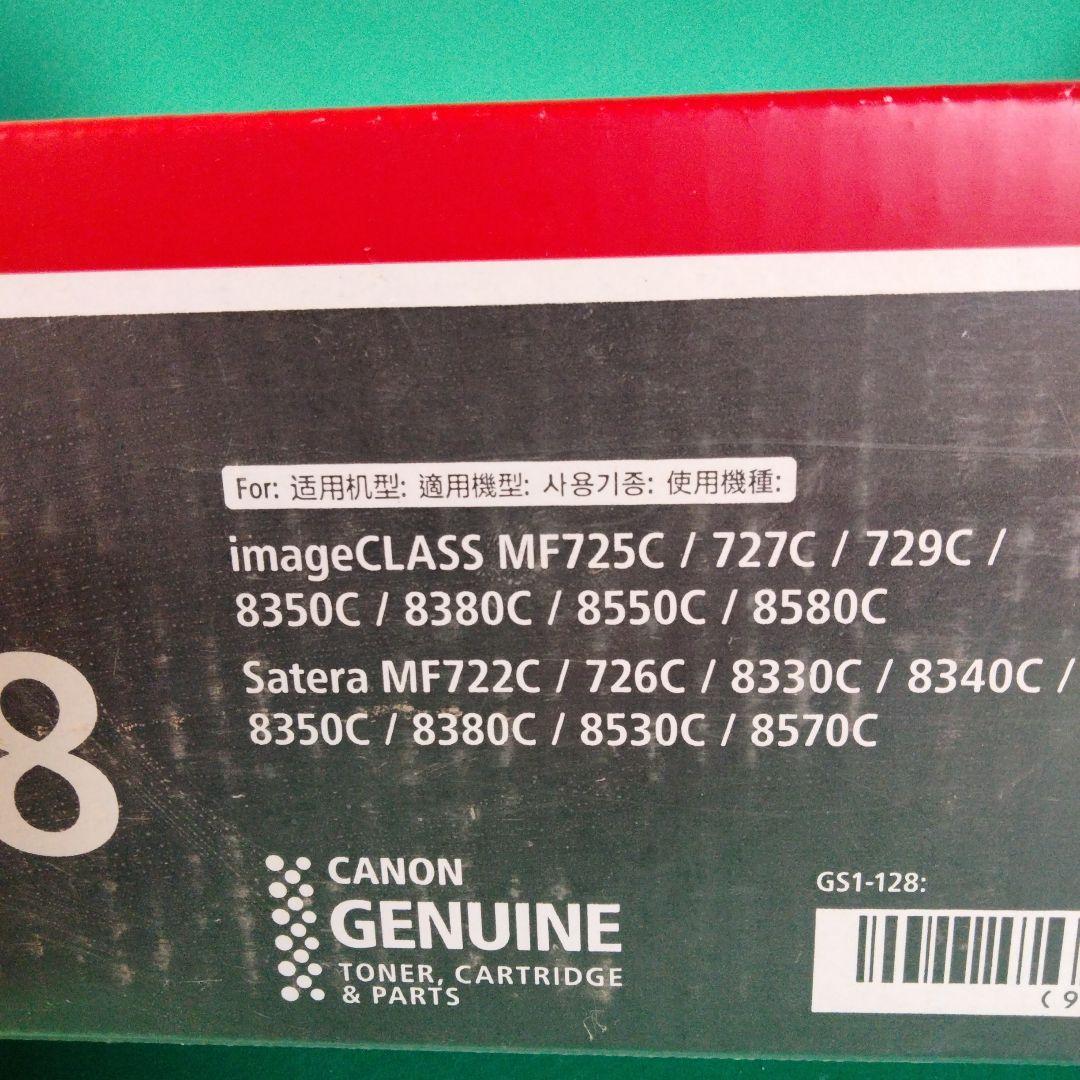 For: 适用机型: 適用機型: 사용기종: 使用機種:
imageCLASS MF725C / 727C / 729C /
8350C / 8380C / 8550C / 8580C
Satera MF722C / 726C / 8330C / 8340C /
8350C / 8380C / 8530C / 8570C
8
CANON
GENUINE
TONER, CARTRIDGE
& PARTS
GS1-128:
(9